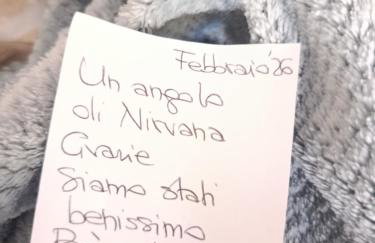 Febbraio '26
Un angolo
di Nirvana
Grazie
Siamo stati
benissimo